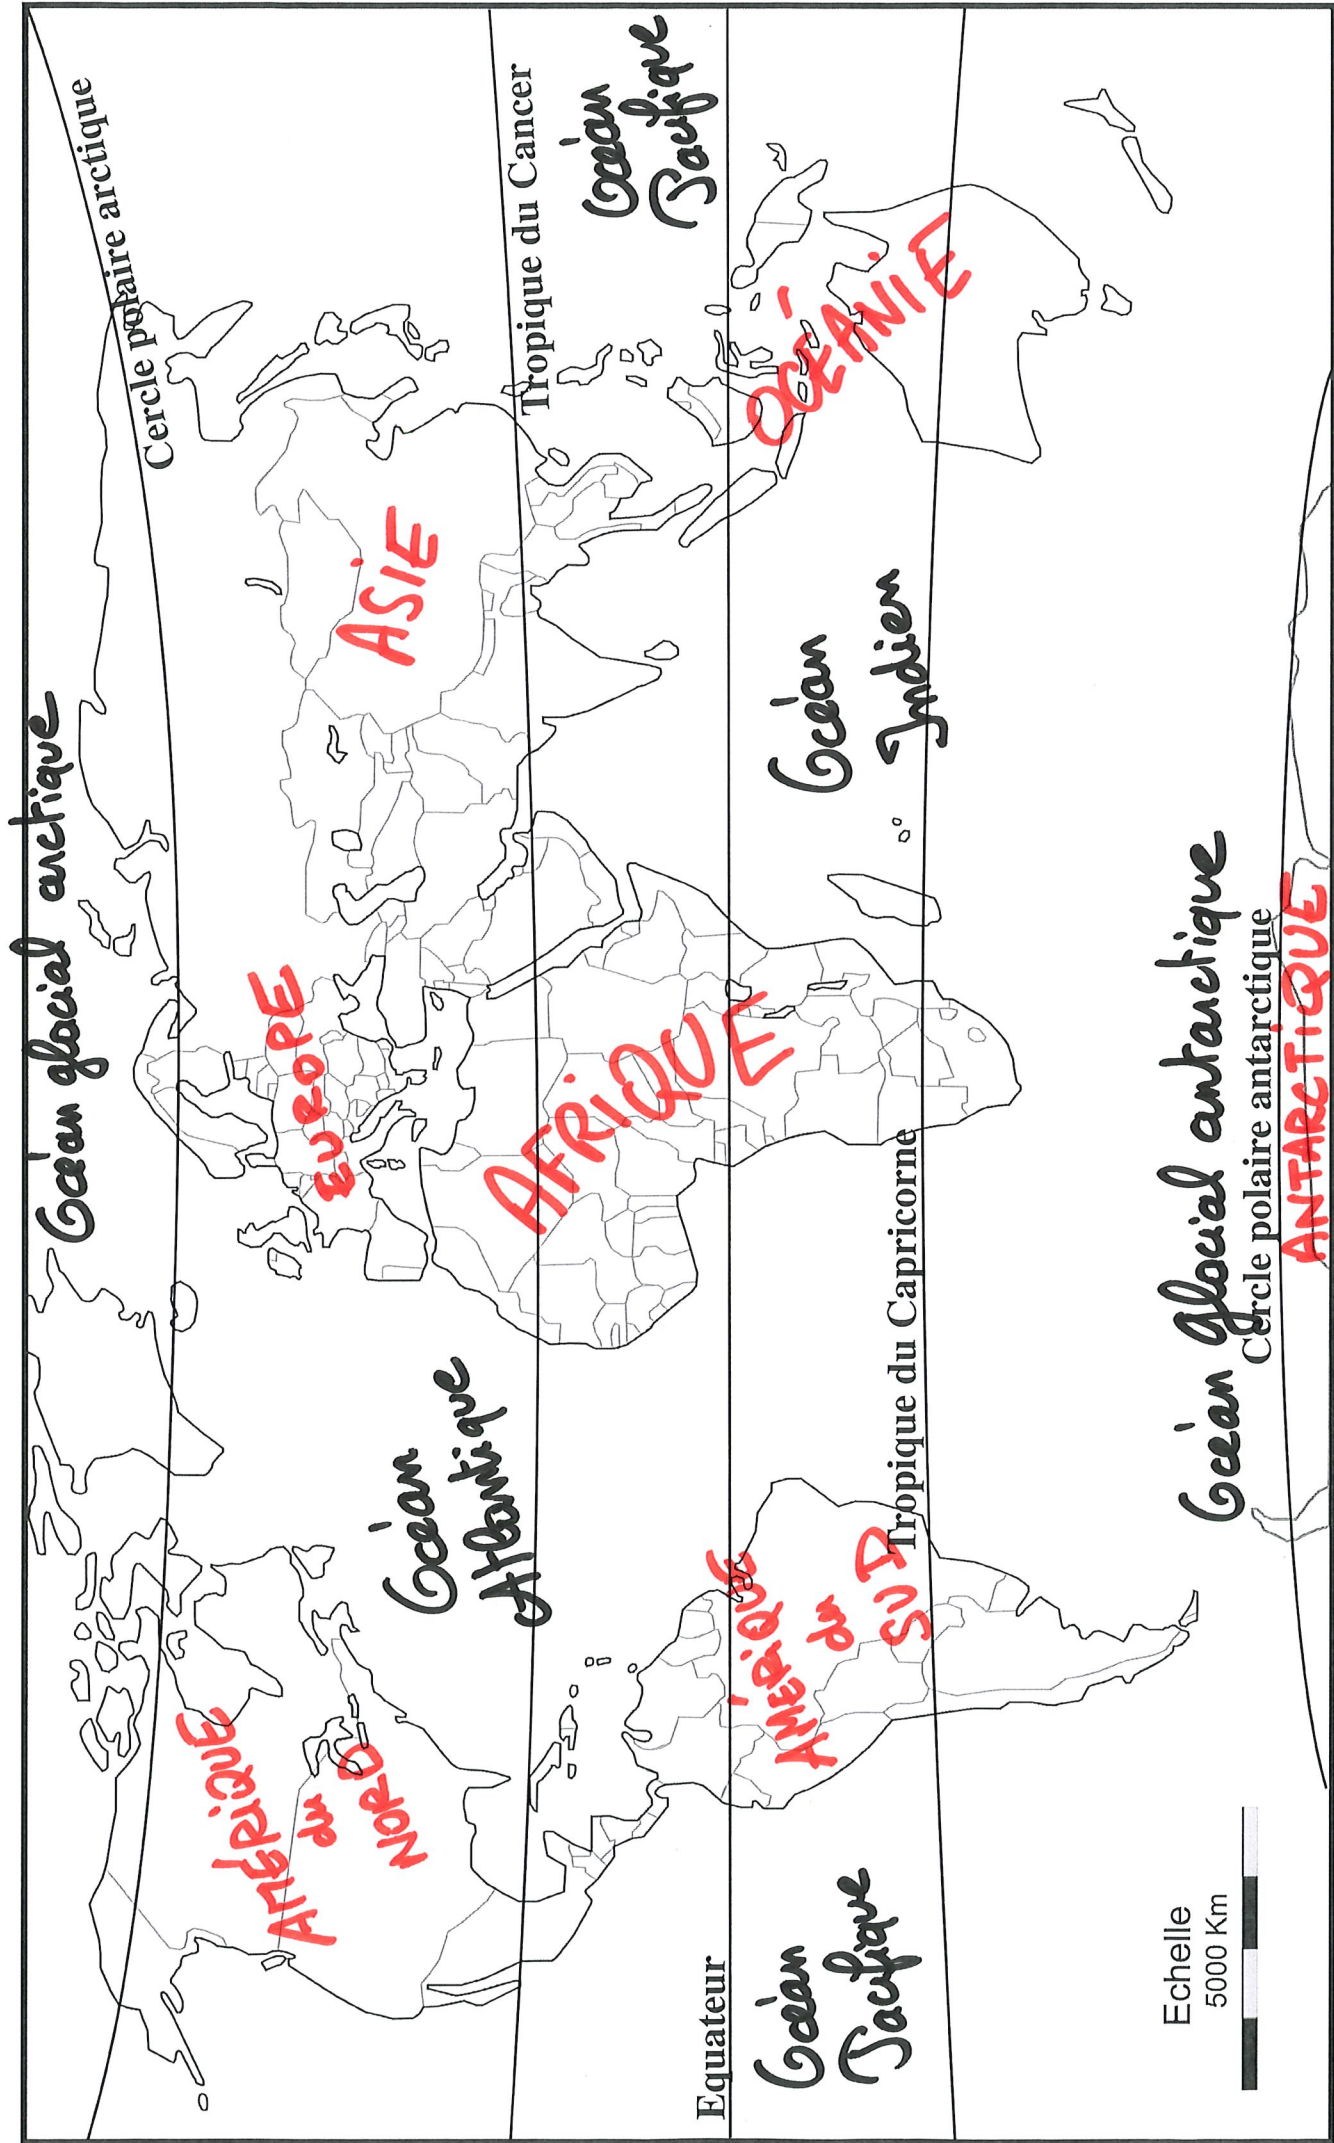 Océan glacial arctique
Cercle polaire arctique
AMÉRIQUE
du
NORD
EUROPE
ASIE
Océan
Atlantique
Tropique du Cancer
Océan
Pacifique
AFRIQUE
Equateur
Océan
Pacifique
AMÉRIQUE
du
SUD
Océan
Indien
OCÉANIE
Tropique du Capricorne
Echelle
5000 Km
Océan glacial antarctique
Cercle polaire antarctique
ANTARCTIQUE